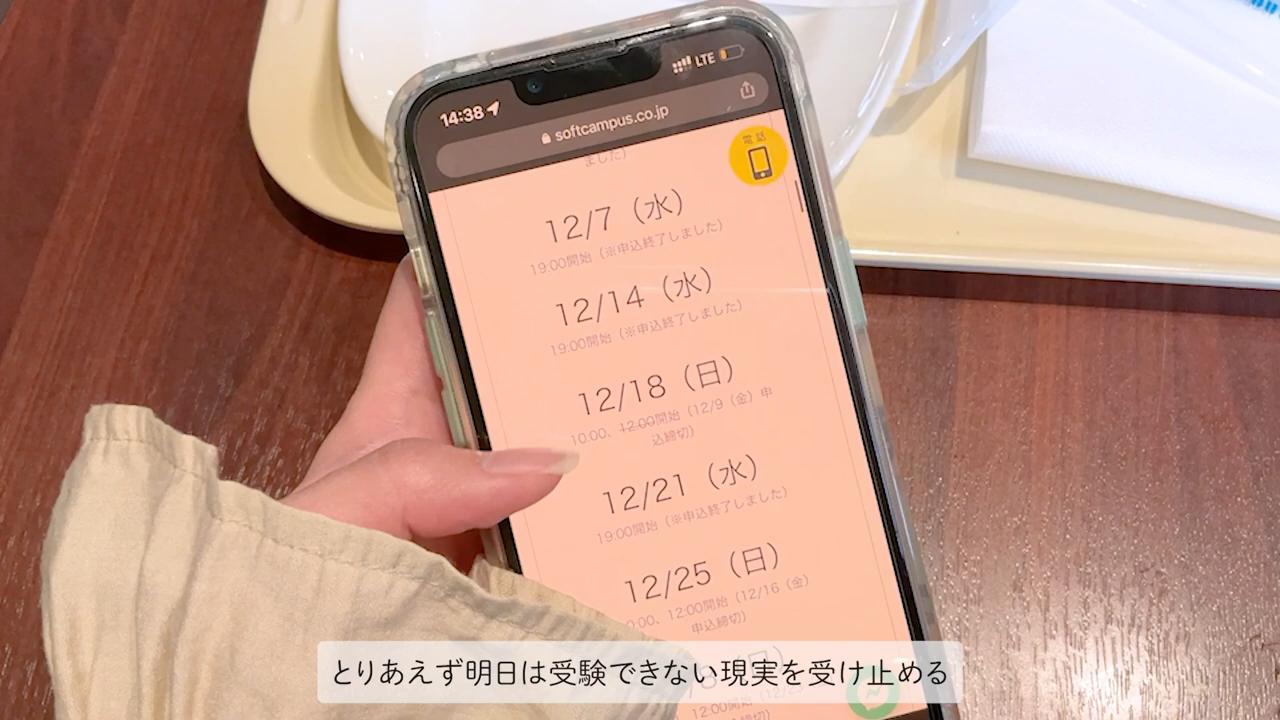 14:38
LTE
softcampus.co.jp
電話
ました)
12/7（水）
19:00開始（※申込終了しました）
12/14（水）
19:00開始（※申込終了しました）
12/18（日）
10:00、12:00開始（12/9（金）申
込締切）
12/21（水）
19:00開始（※申込終了しました）
12/25（日）
0:00、12:00開始（12/16（金）
申込締切）
12:00開始
とりあえず明日は受験できない現実を受け止める